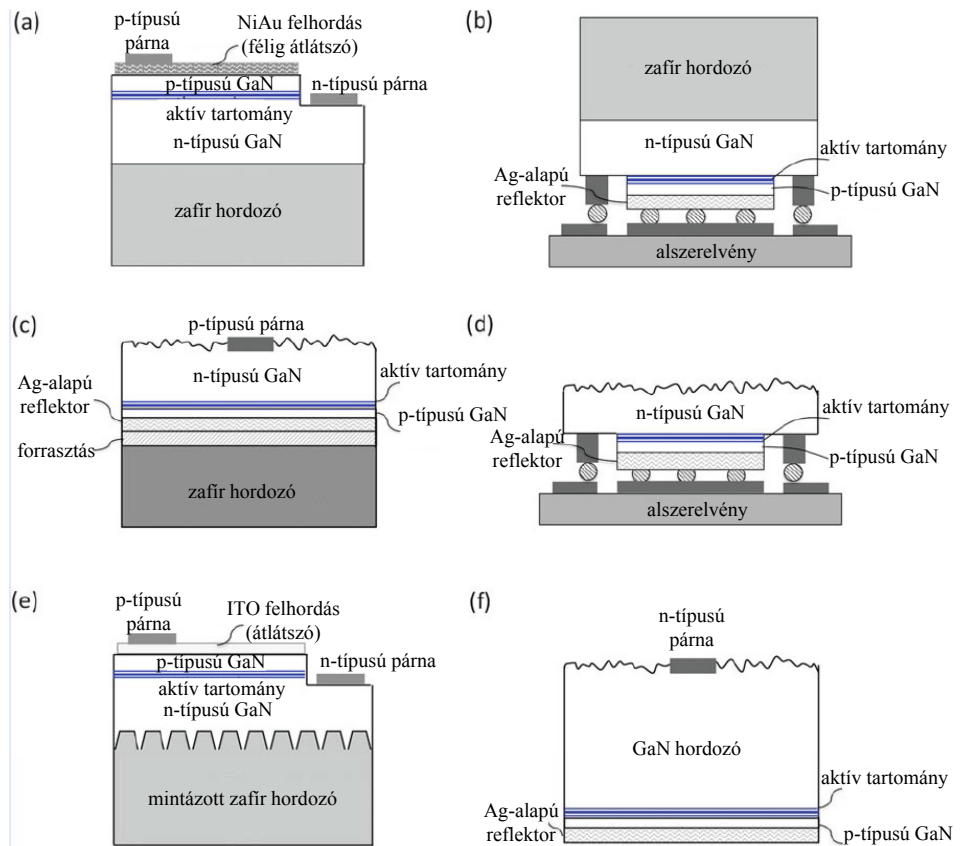 (a)
p-típusú
párna
NiAu felhordás
(félig átlátszó)
p-típusú GaN
n-típusú párna
aktív tartomány
n-típusú GaN
zafír hordozó
(b)
zafír hordozó
n-típusú GaN
aktív tartomány
Ag-alapú
reflektor
p-típusú GaN
alszerelvény
(c)
p-típusú párna
n-típusú GaN
aktív tartomány
Ag-alapú
reflektor
p-típusú GaN
forrasztás
zafír hordozó
(d)
n-típusú GaN
aktív tartomány
Ag-alapú
reflektor
p-típusú GaN
alszerelvény
(e)
p-típusú
párna
ITO felhordás
(átlátszó)
p-típusú GaN
n-típusú párna
aktív tartomány
n-típusú GaN
mintázott zafír hordozó
(f)
n-típusú
párna
GaN hordozó
aktív tartomány
Ag-alapú
reflektor
p-típusú GaN